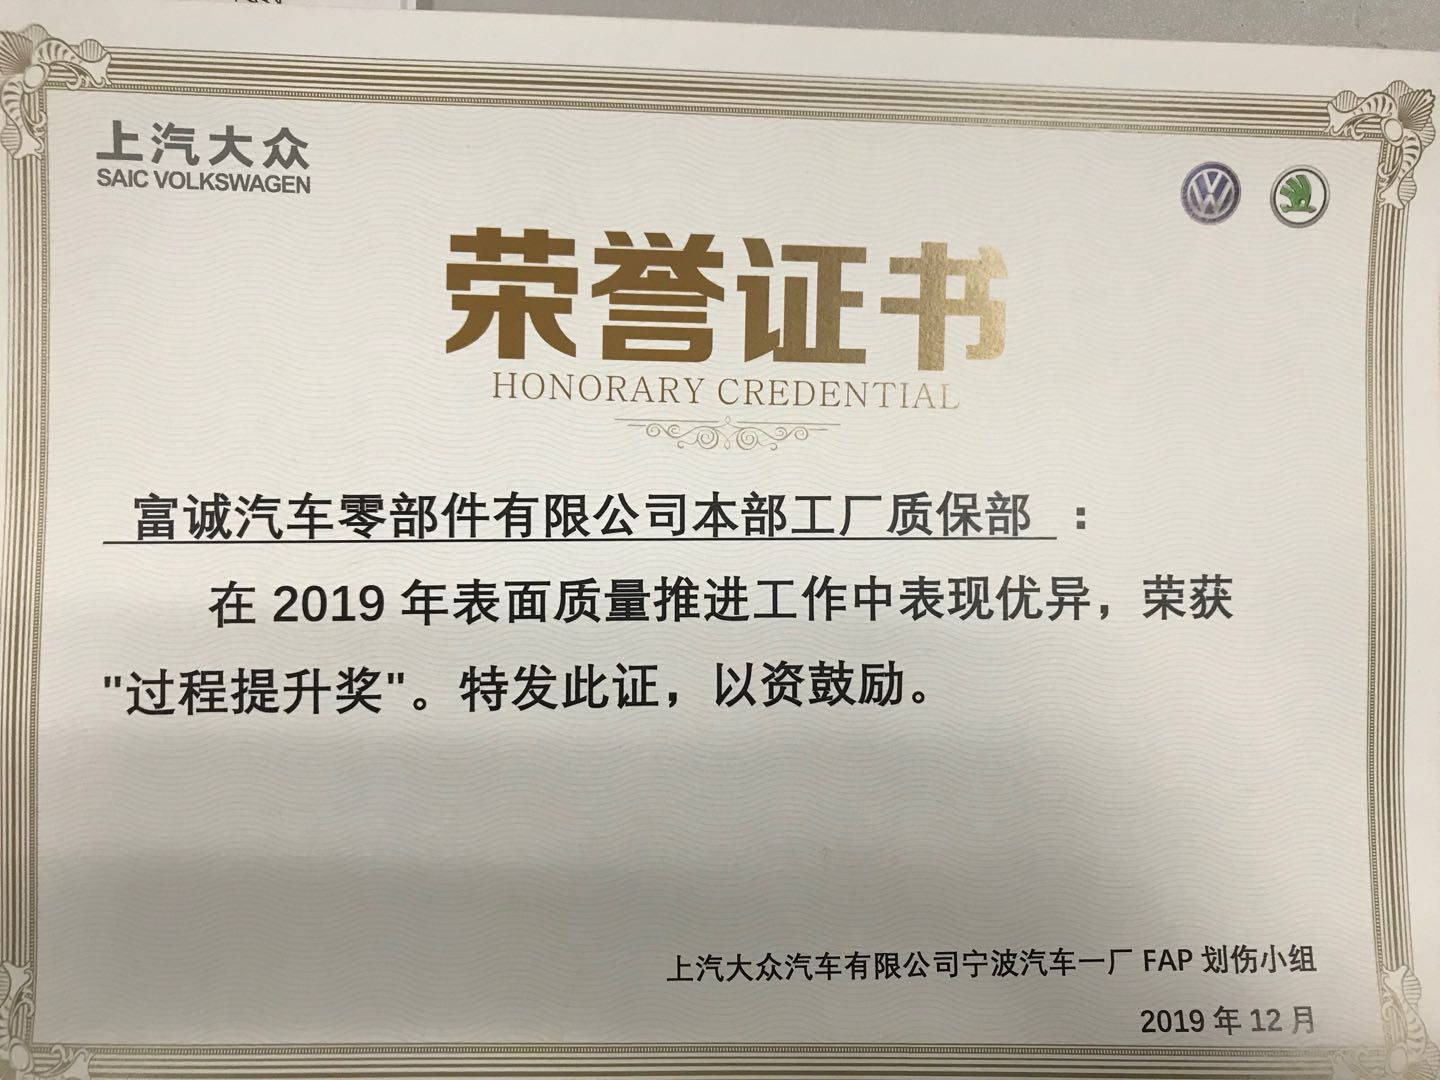 上汽大众
SAIC VOLKSWAGEN
荣誉证书
HONORARY CREDENTIAL
富诚汽车零部件有限公司本部工厂质保部 ：
在 2019 年表面质量推进工作中表现优异，荣获
"过程提升奖"。特发此证，以资鼓励。
上汽大众汽车有限公司宁波汽车一厂 FAP 划伤小组
2019 年 12 月